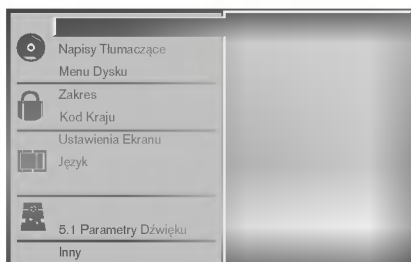 Napisy Tłumaczące
Menu Dysku
Zakres
Kod Kraju
Ustawienia Ekranu
Język
5.1 Parametry Dźwięku
Inny